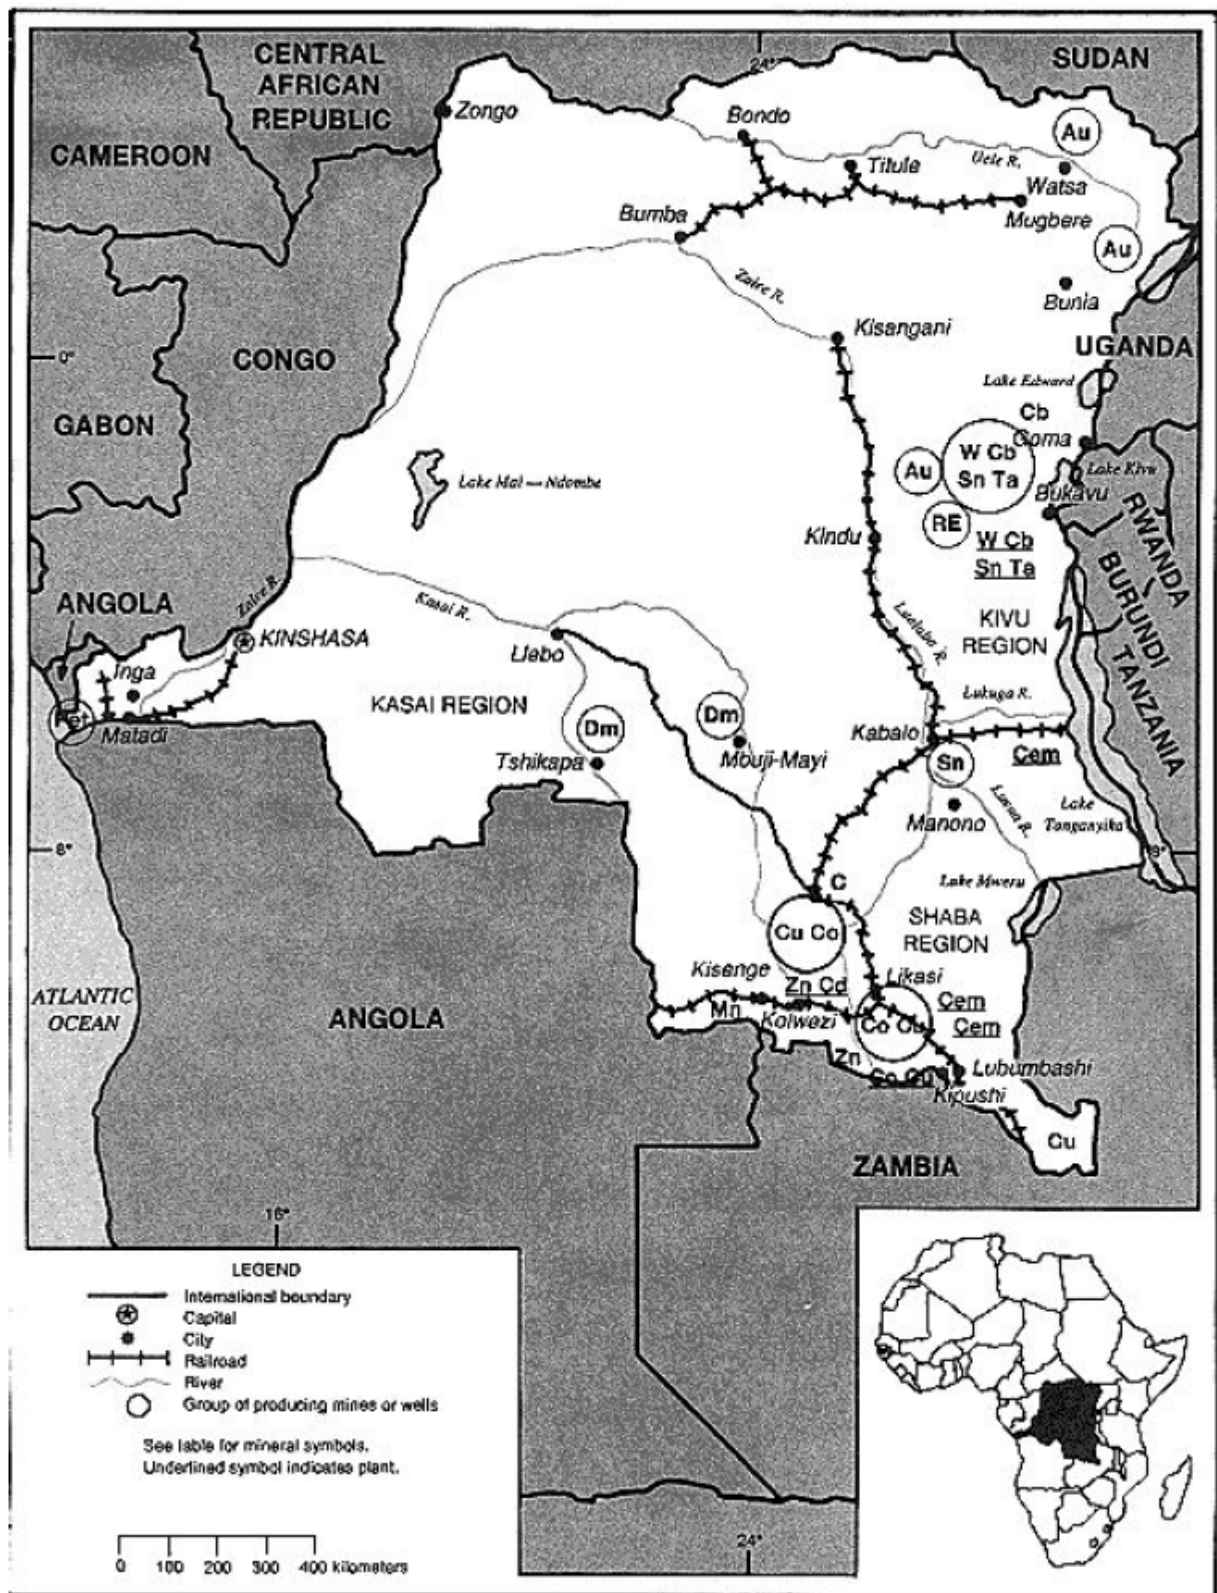 CENTRAL
AFRICAN
REPUBLIC
SUDAN
24°
CAMEROON
Zongo
Bondo
Au
Titule
Uele R.
Watsa
Mugbere
Bumba
Au
Zaire R.
Bunia
Kisangani
0°
CONGO
UGANDA
Lake Edward
GABON
Cb
Goma
W Cb
Sn Ta
Au
Lake Kivu
Lake Mai — Ndombe
Bukavu
RE
RWANDA
Kindu
W Cb
Sn Ta
BURUNDI
ANGOLA
Zaire R.
Kasai R.
KINSHASA
Lualaba R.
KIVU
REGION
TANZANIA
Ilebo
Inga
Lukuga R.
KASAI REGION
Pet
Matadi
Dm
Dm
Kabalo
Mbuji-Mayi
Cem
Tshikapa
Sn
Luvua R.
Manono
Lake
Tanganyika
8°
8°
C
Lake Mweru
SHABA
REGION
Cu Co
Kisenge
Likasi
Zn Cd
ATLANTIC
OCEAN
Cem
Mn
Kolwezi
ANGOLA
Co Cu
Cem
Zn
Lubumbashi
Co Cu
Kipushi
Cu
ZAMBIA
16°
LEGEND
International boundary
Capital
City
Railroad
River
Group of producing mines or wells
See table for mineral symbols.
Underlined symbol indicates plant.
0 100 200 300 400 kilometers
24°